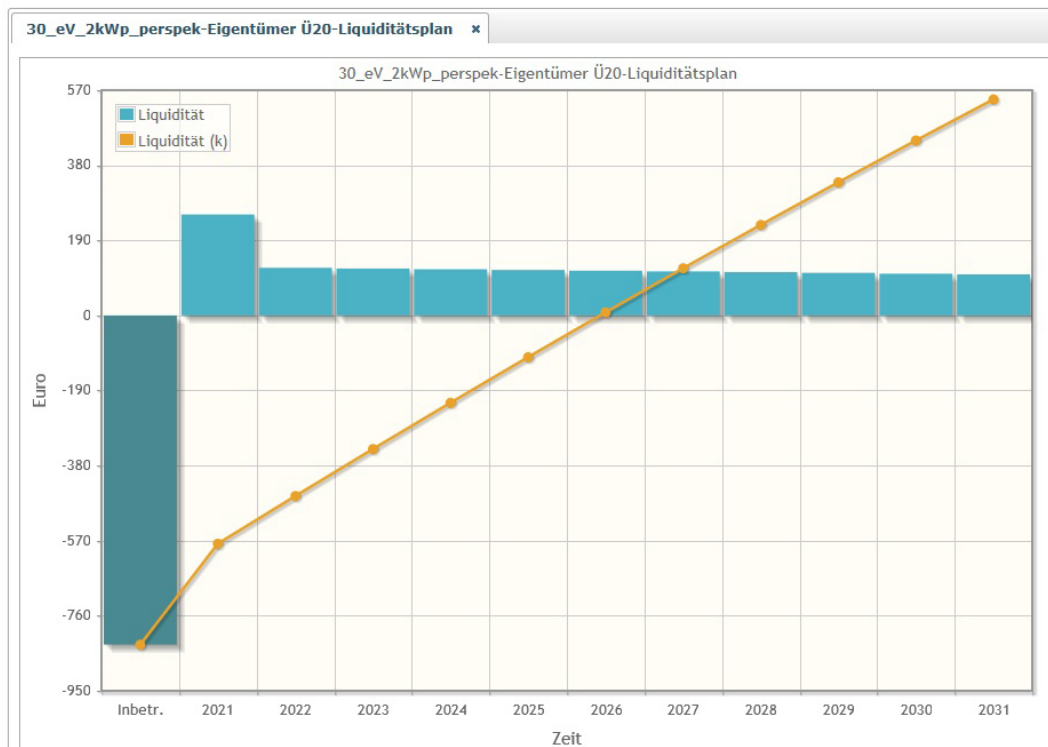 30_eV_2kWp_perspek-Eigentümer Ü20-Liquiditätsplan ×
30_eV_2kWp_perspek-Eigentümer Ü20-Liquiditätsplan
Liquidität
Liquidität (k)
570
380
190
0
-190
-380
-570
-760
-950
Euro
Inbetr. 2021 2022 2023 2024 2025 2026 2027 2028 2029 2030 2031
Zeit